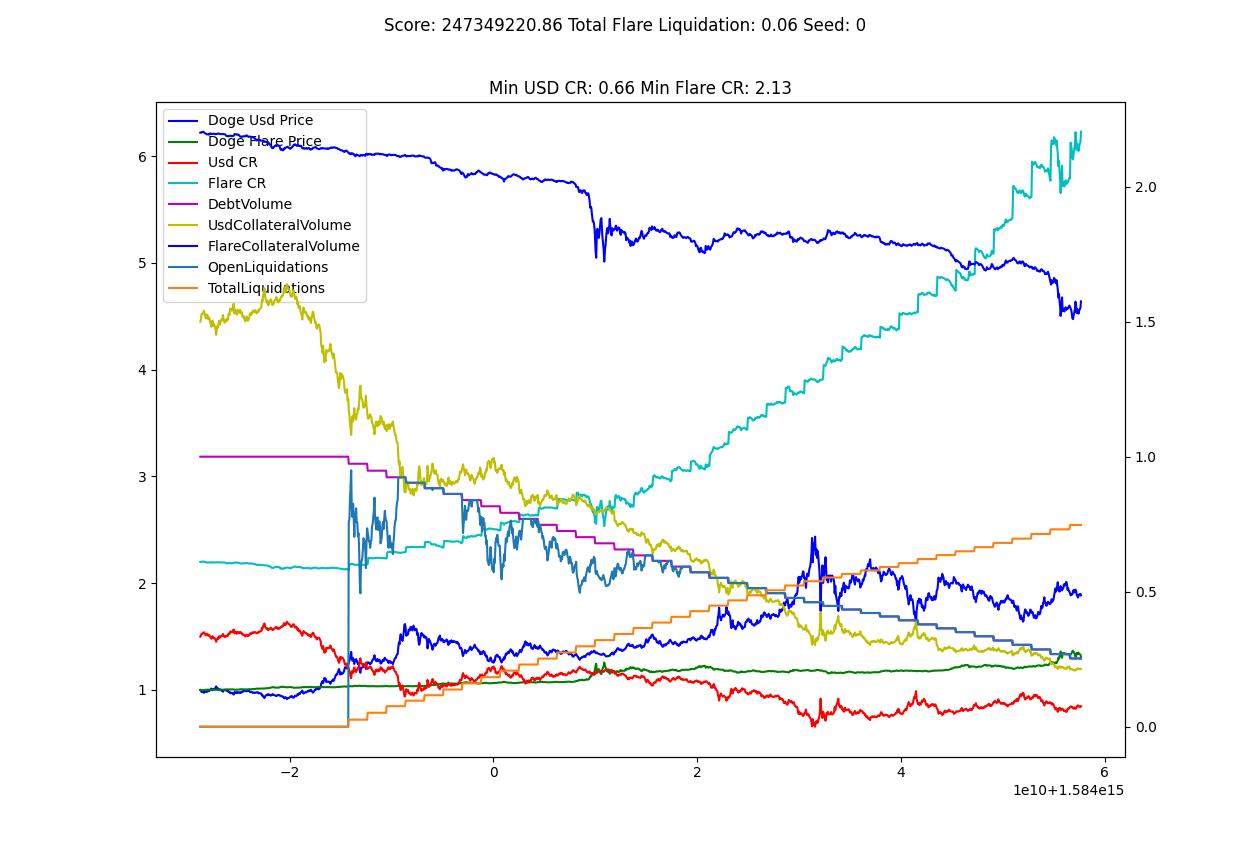 Score: 247349220.86 Total Flare Liquidation: 0.06 Seed: 0
Min USD CR: 0.66 Min Flare CR: 2.13
Doge Usd Price
Doge Flare Price
Usd CR
Flare CR
DebtVolume
UsdCollateralVolume
FlareCollateralVolume
OpenLiquidations
TotalLiquidations
6
5
4
3
2
1
2.0
1.5
1.0
0.5
0.0
−2 0 2 4 6
1e10+1.584e15